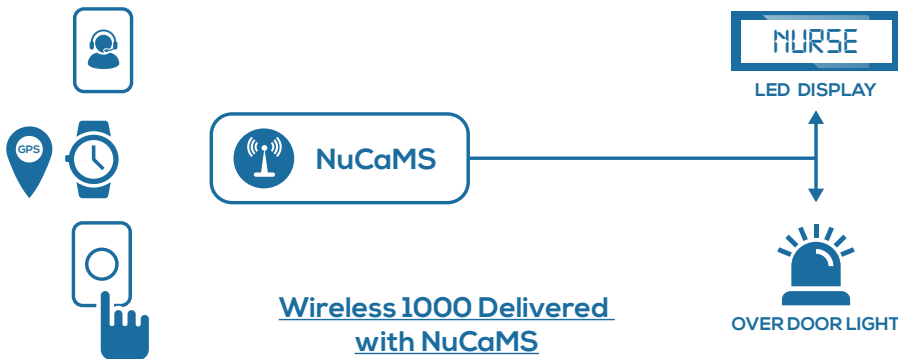 NURSE
LED DISPLAY
GPS
NuCaMS
OVER DOOR LIGHT
Wireless 1000 Delivered
with NuCaMS